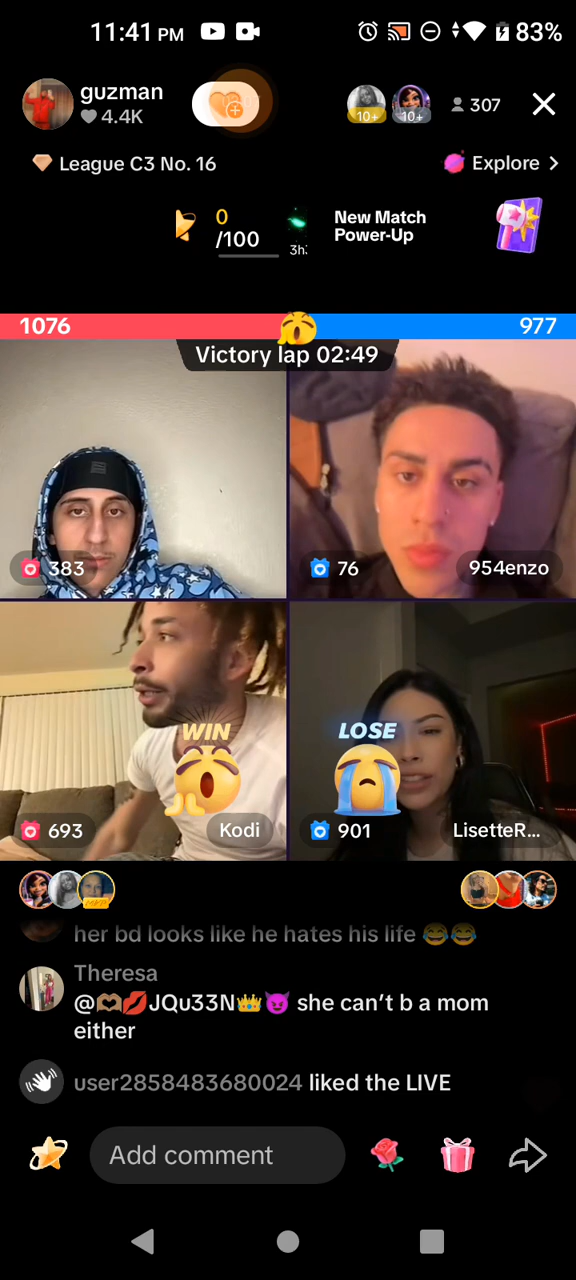 11:41 PM
83%
guzman
4.4K
10+
10+
307
League C3 No. 16
Explore >
0
/100
3h:
New Match
Power-Up
1076
977
Victory lap 02:49
383
76
954enzo
WIN
LOSE
693
Kodi
901
LisetteR...
her bd looks like he hates his life 😂😂
Theresa
@🫶🏽💋JQu33N👑😈 she can't b a mom
either
user2858483680024 liked the LIVE
Add comment